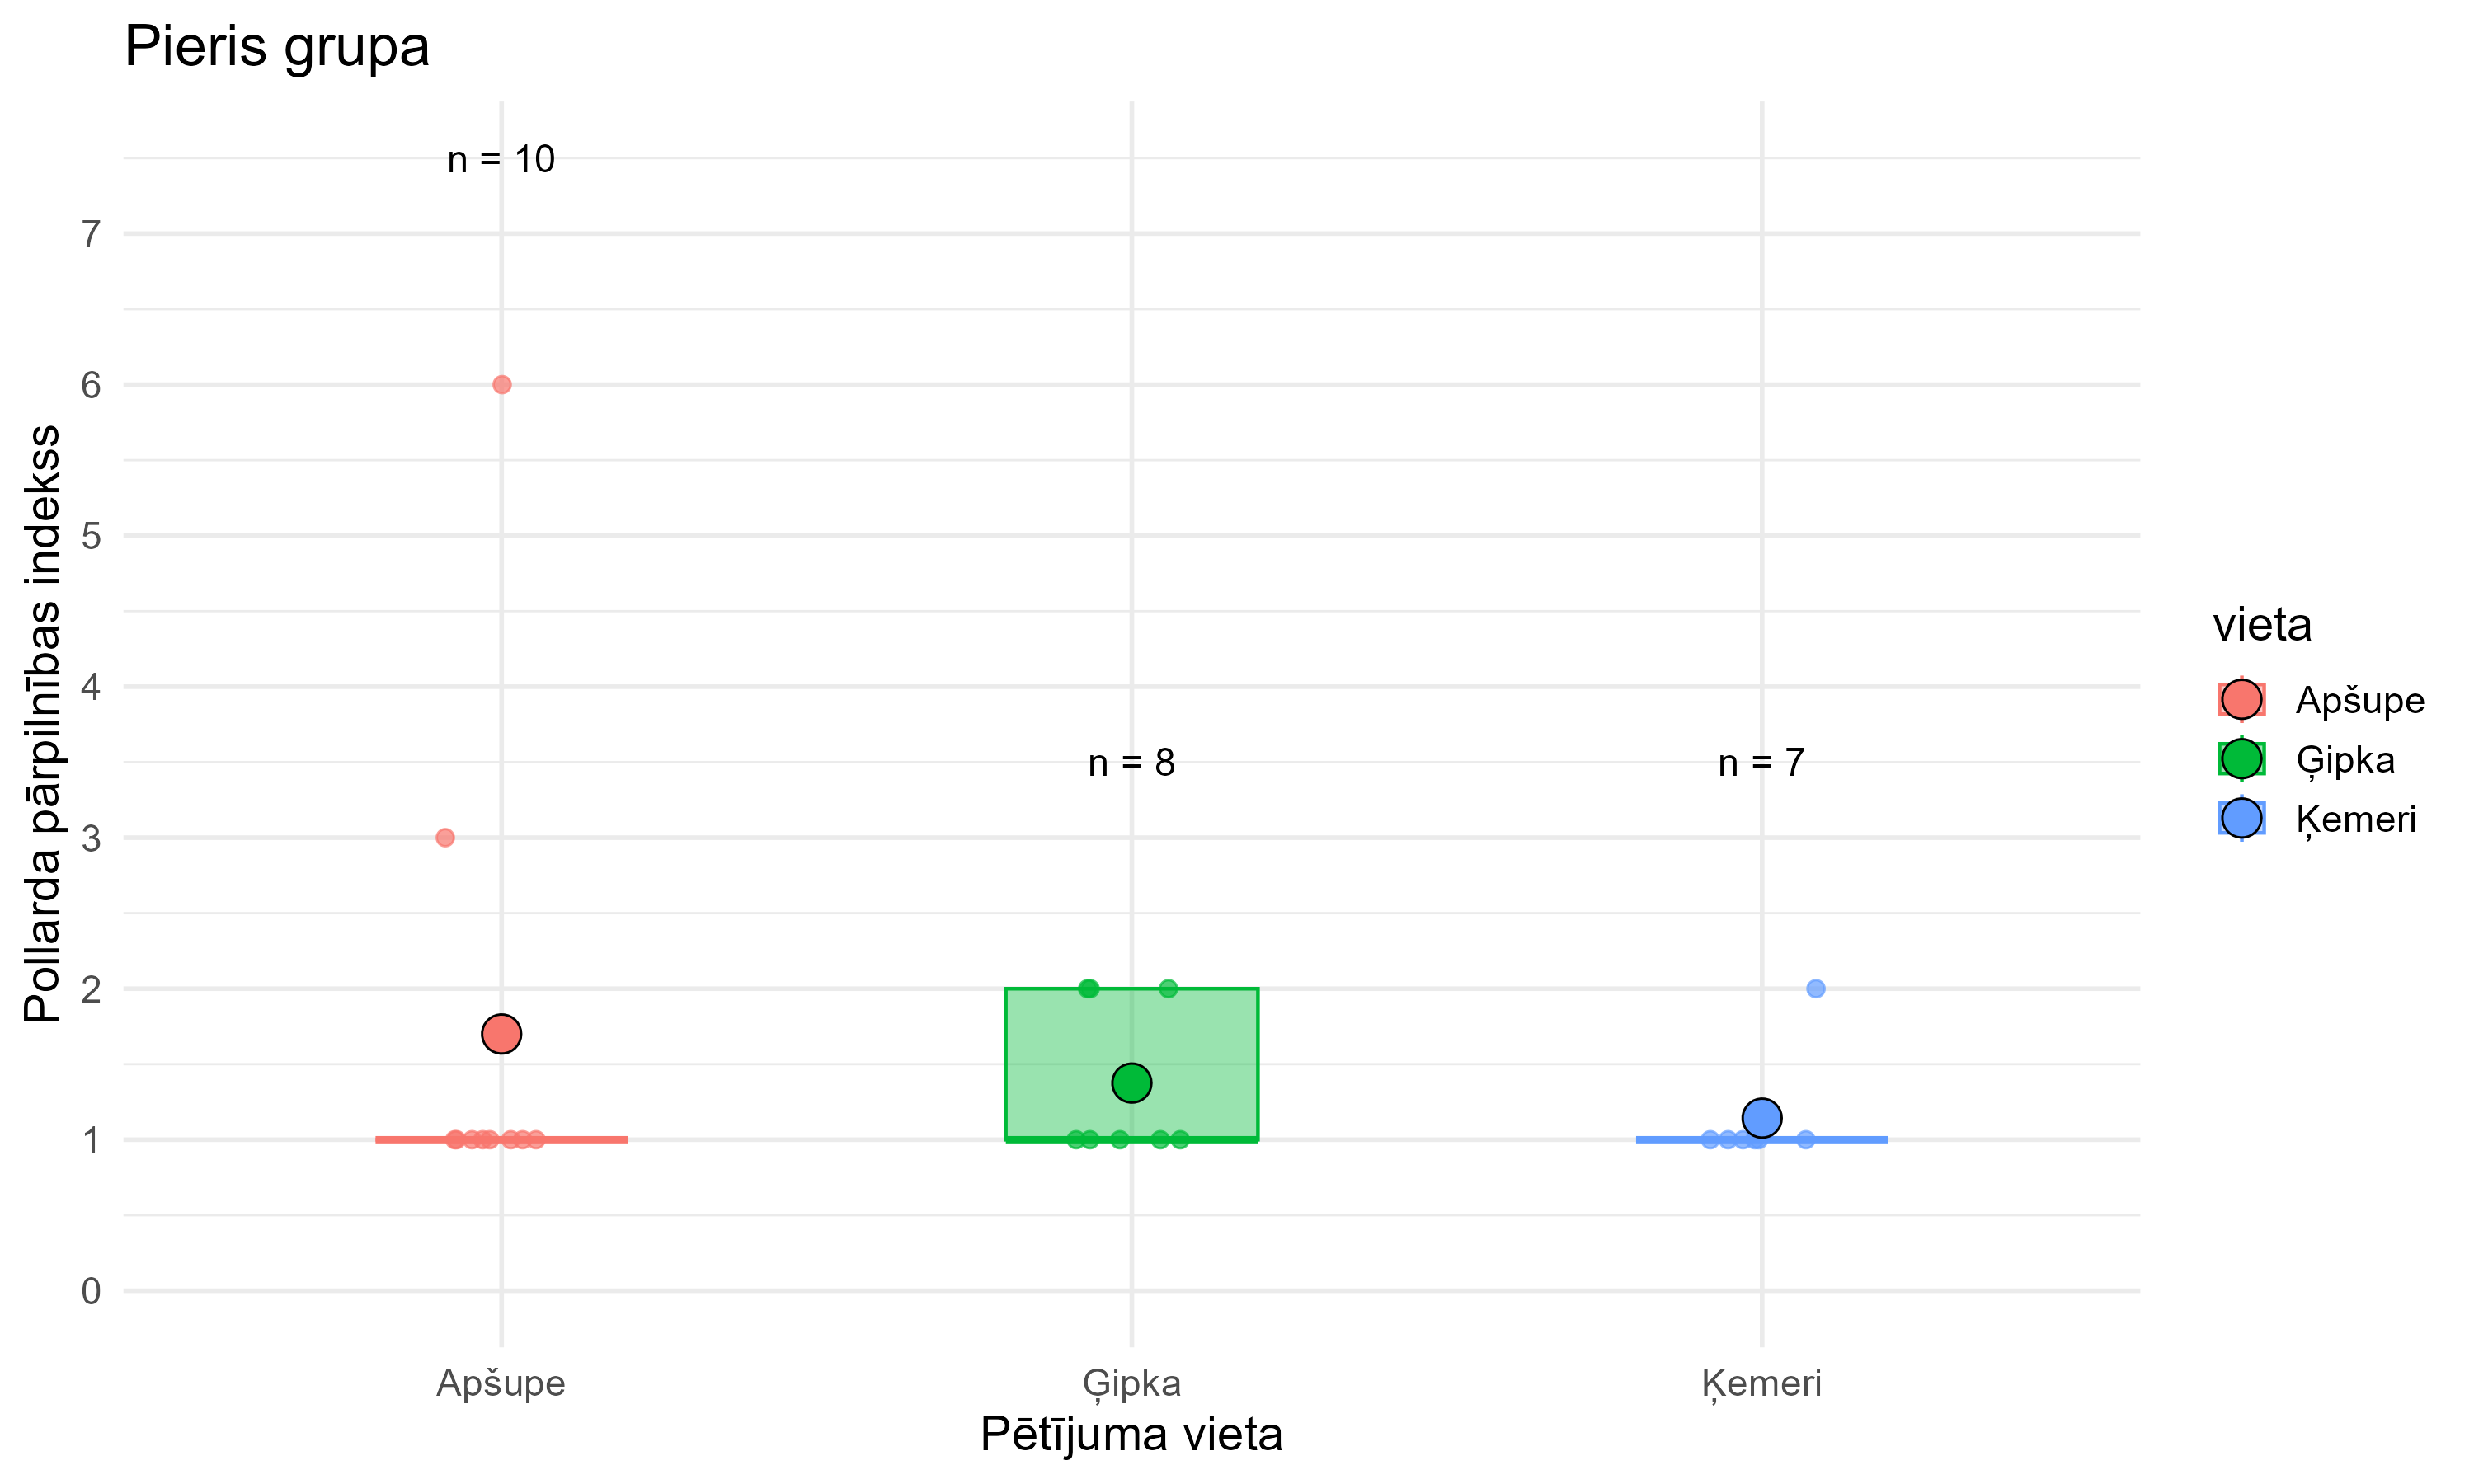 Pieris grupa
n = 10
n = 8
n = 7
7
6
5
4
3
2
1
0
Pollarda pārpilnības indekss
Apšupe
Ģipka
Ķemeri
Pētījuma vieta
vieta
Apšupe
Ģipka
Ķemeri